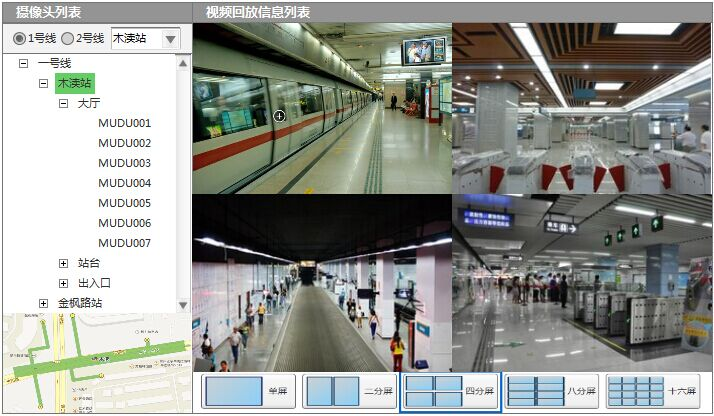 摄像头列表
视频回放信息列表
1号线
2号线
木渎站
一号线
木渎站
大厅
MUDU001
MUDU002
MUDU003
MUDU004
MUDU005
MUDU006
MUDU007
站台
出入口
金枫路站
单屏
二分屏
四分屏
八分屏
十六屏